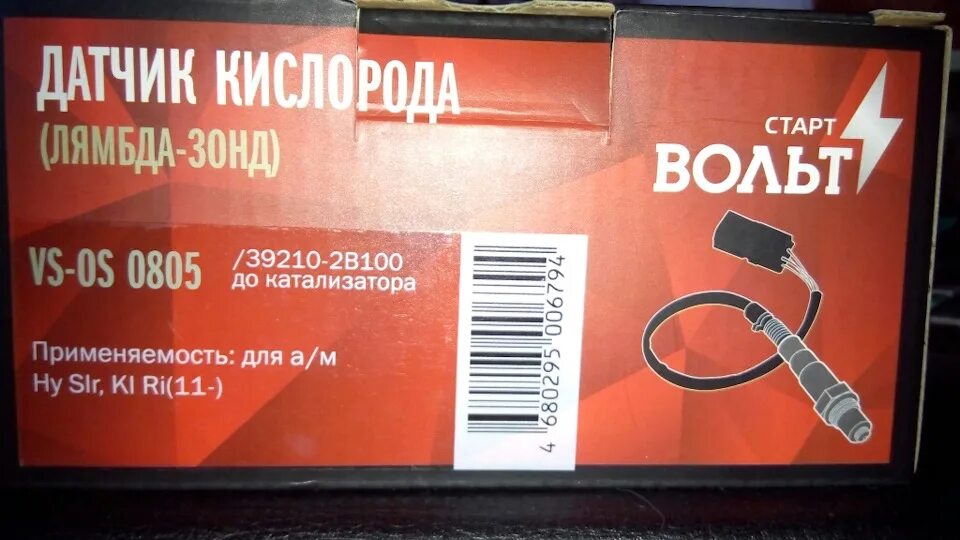 ДАТЧИК КИСЛОРОДА
(ЛЯМБДА-ЗОНД)
СТАРТ
ВОЛЬТ
VS-OS 0805
/39210-2B100
до катализатора
Применяемость: для а/м
Hy Slr, KI Ri(11-)
4 680295 006794